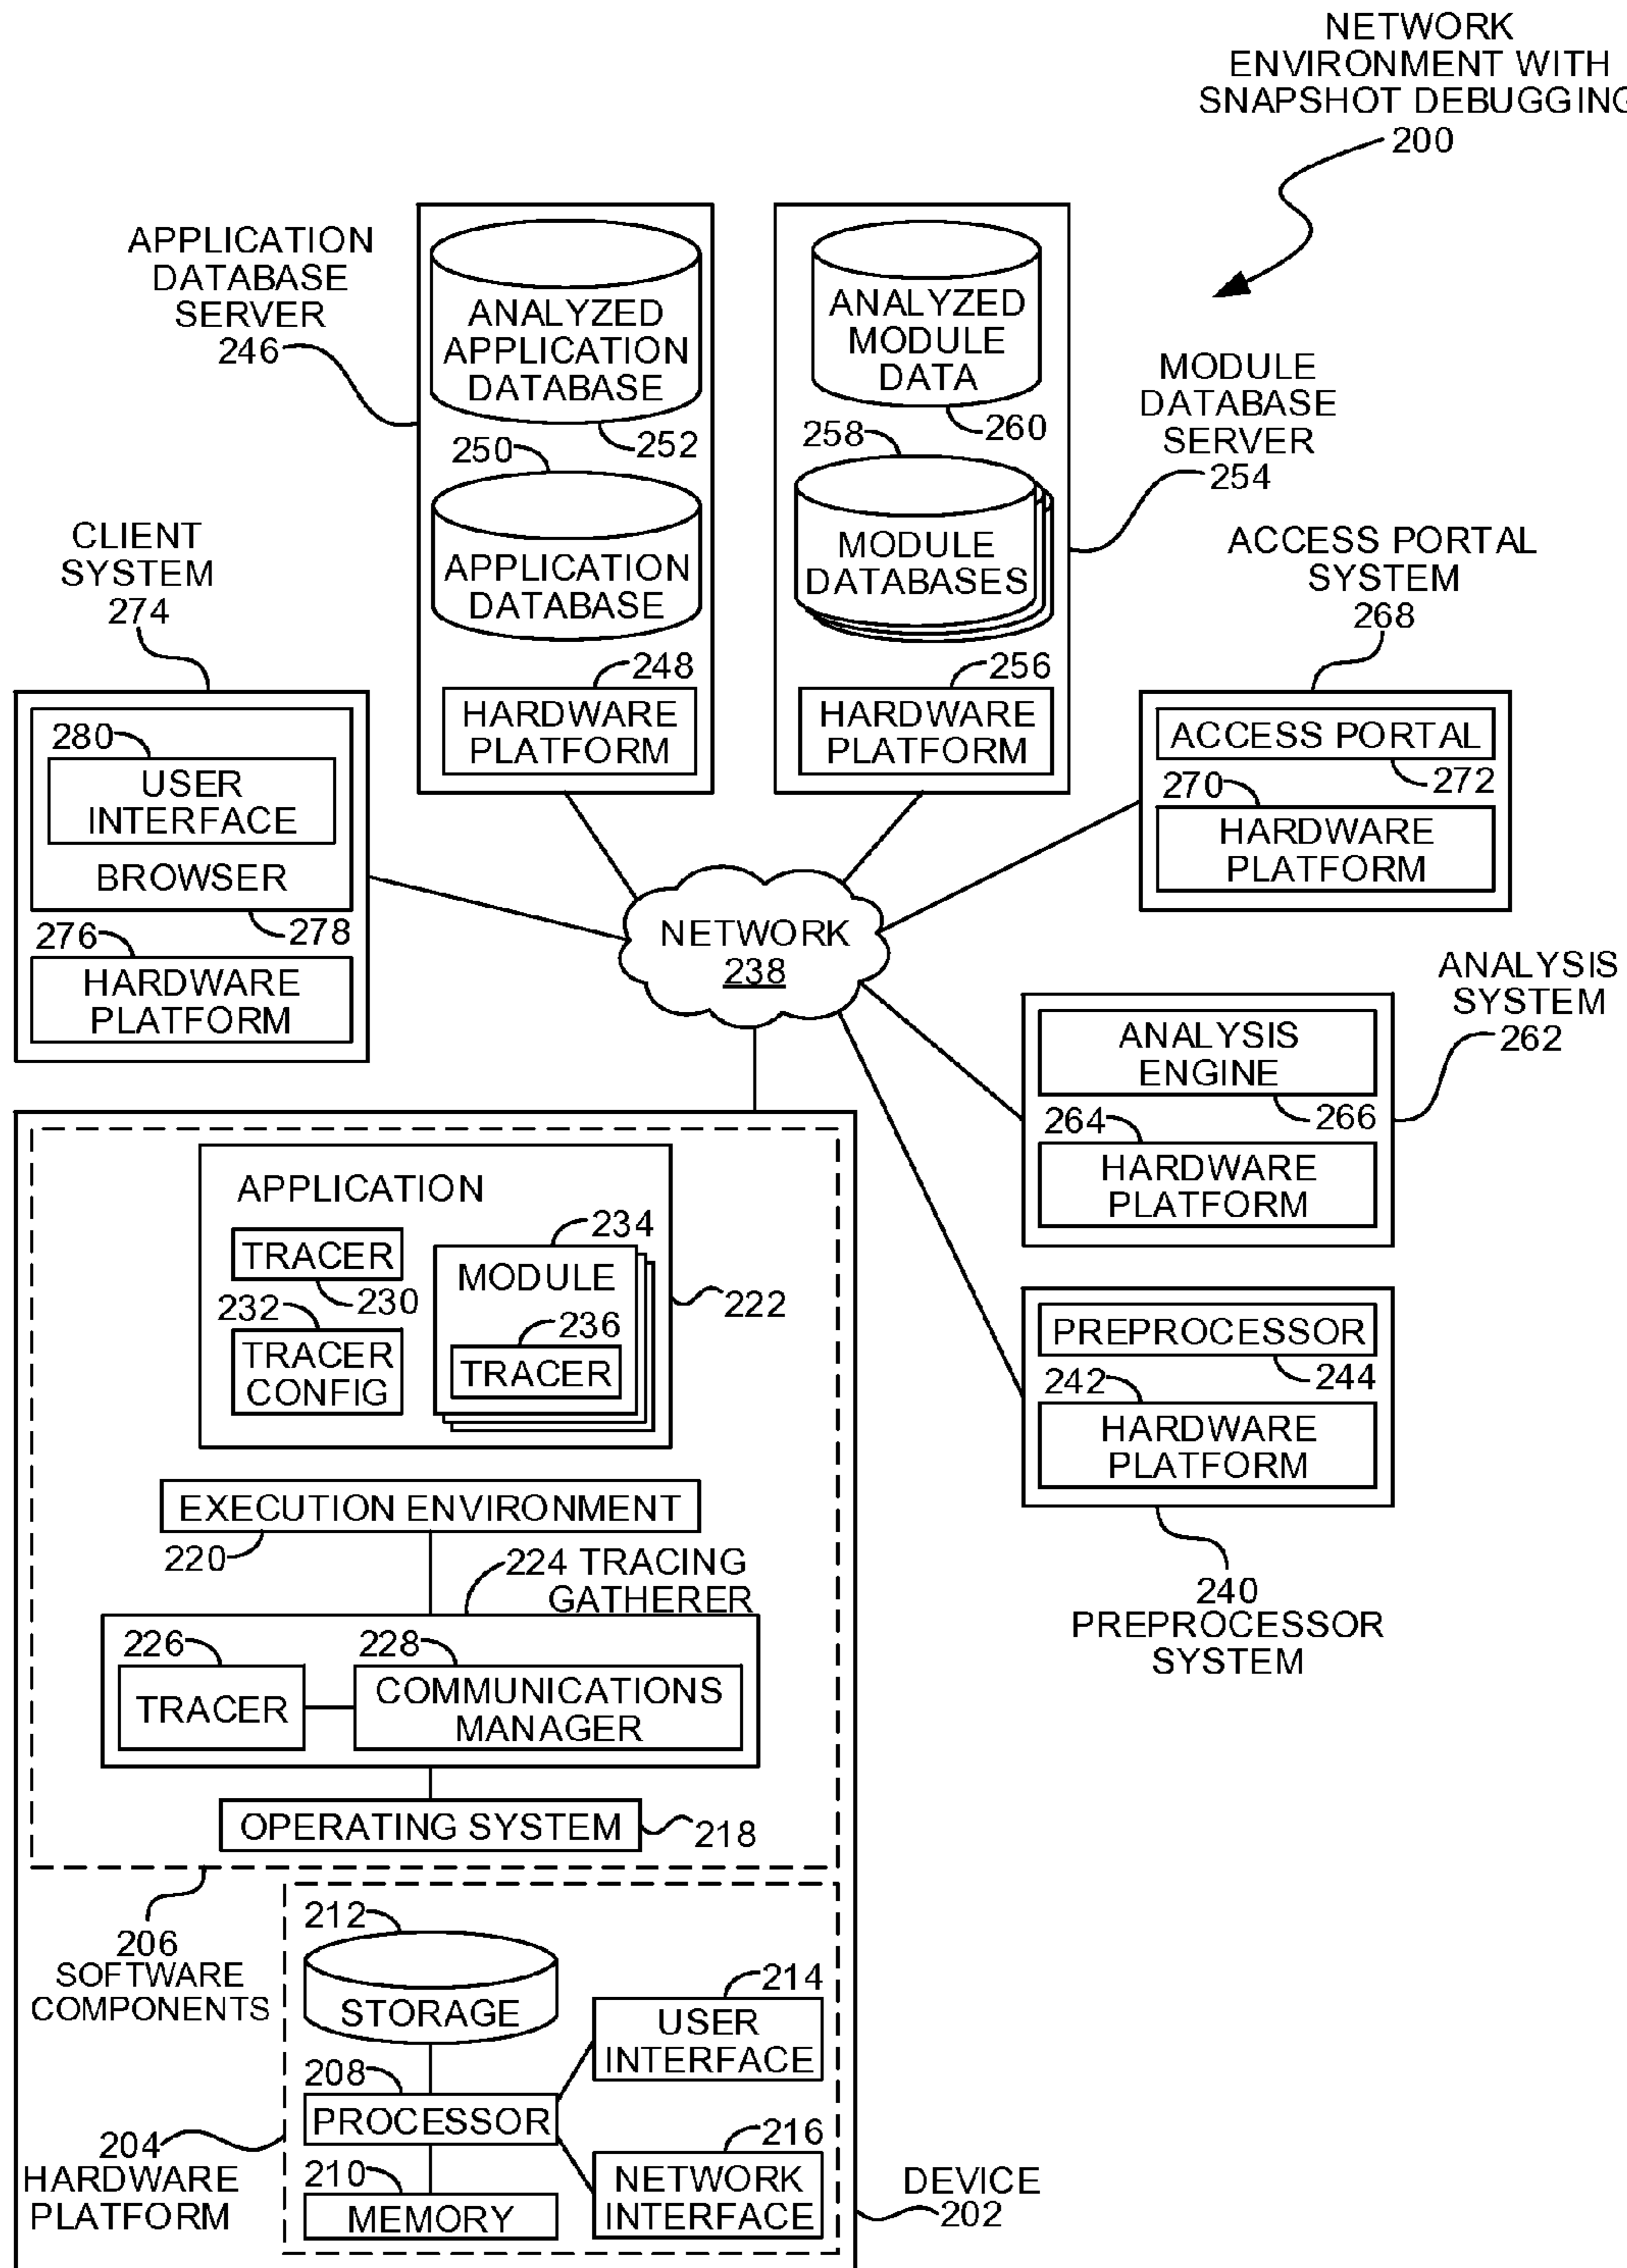 NETWORK
ENVIRONMENT WITH
SNAPSHOT DEBUGGING
200
APPLICATION
DATABASE
SERVER
246
ANALYZED
APPLICATION
DATABASE
252
250
APPLICATION
DATABASE
248
HARDWARE
PLATFORM
ANALYZED
MODULE
DATA
260
258
MODULE
DATABASES
256
HARDWARE
PLATFORM
MODULE
DATABASE
SERVER
254
CLIENT
SYSTEM
274
280
USER
INTERFACE
BROWSER
278
276
HARDWARE
PLATFORM
ACCESS PORTAL
SYSTEM
268
ACCESS PORTAL
272
270
HARDWARE
PLATFORM
NETWORK
238
ANALYSIS
SYSTEM
262
ANALYSIS
ENGINE
266
264
HARDWARE
PLATFORM
PREPROCESSOR
244
242
HARDWARE
PLATFORM
240
PREPROCESSOR
SYSTEM
APPLICATION
TRACER
230
232
TRACER
CONFIG
234
MODULE
236
TRACER
222
EXECUTION ENVIRONMENT
220
224 TRACING
GATHERER
226
TRACER
228
COMMUNICATIONS
MANAGER
OPERATING SYSTEM
218
206
SOFTWARE
COMPONENTS
212
STORAGE
214
USER
INTERFACE
208
PROCESSOR
216
NETWORK
INTERFACE
210
MEMORY
204
HARDWARE
PLATFORM
DEVICE
202